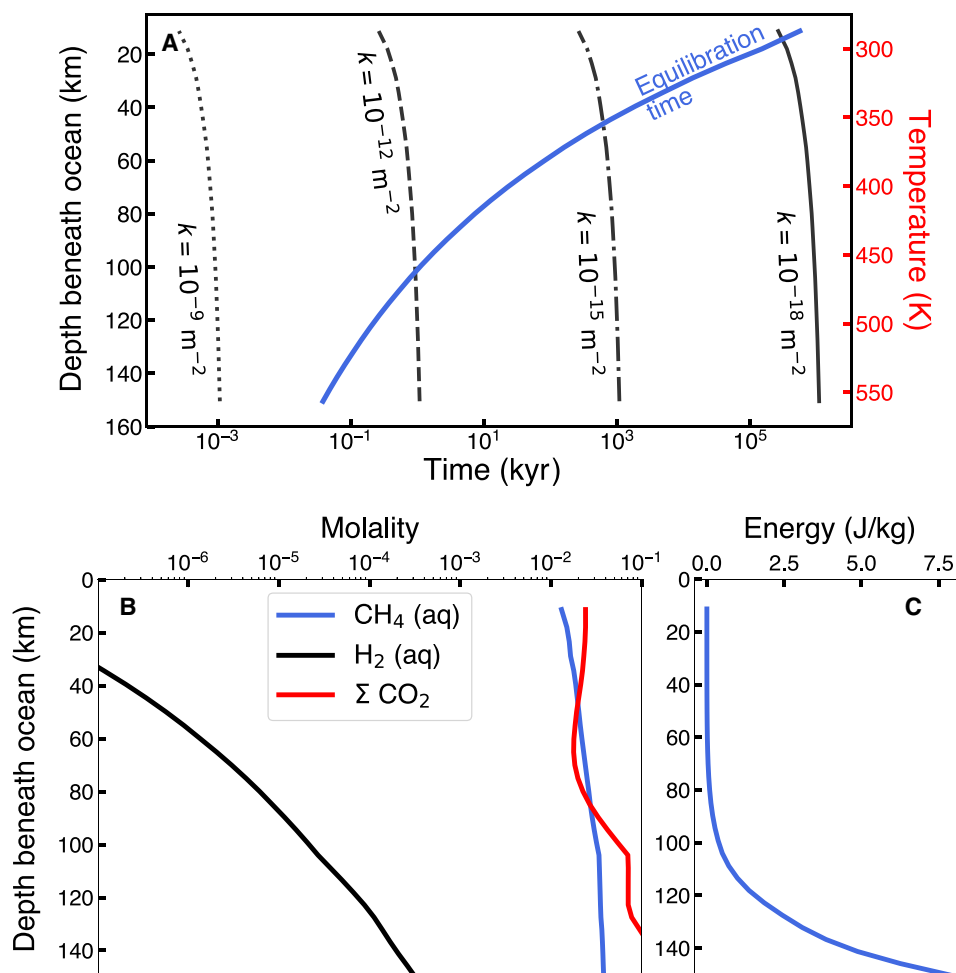 A
Depth beneath ocean (km)
20
40
60
80
100
120
140
160
k = 10⁻⁹ m⁻²
k = 10⁻¹² m⁻²
k = 10⁻¹⁵ m⁻²
k = 10⁻¹⁸ m⁻²
Equilibration
time
300
350
400
450
500
550
Temperature (K)
10⁻³ 10⁻¹ 10¹ 10³ 10⁵
Time (kyr)
Molality
10⁻⁶ 10⁻⁵ 10⁻⁴ 10⁻³ 10⁻² 10⁻¹
B
Depth beneath ocean (km)
0
20
40
60
80
100
120
140
CH₄ (aq)
H₂ (aq)
Σ CO₂
Energy (J/kg)
0.0 2.5 5.0 7.5
C
0
20
40
60
80
100
120
140